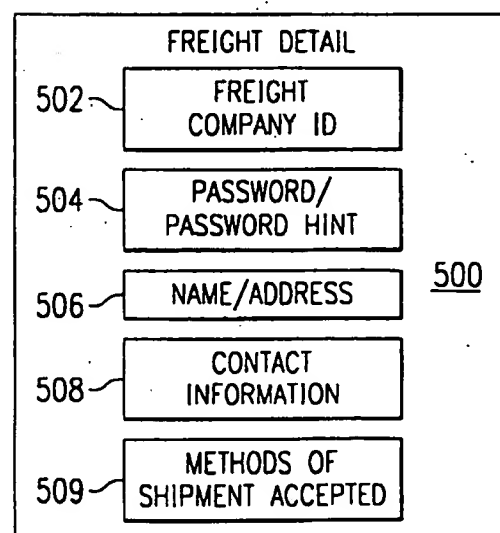 FREIGHT DETAIL
502
FREIGHT
COMPANY ID
504
PASSWORD/
PASSWORD HINT
500
506
NAME/ADDRESS
508
CONTACT
INFORMATION
509
METHODS OF
SHIPMENT ACCEPTED